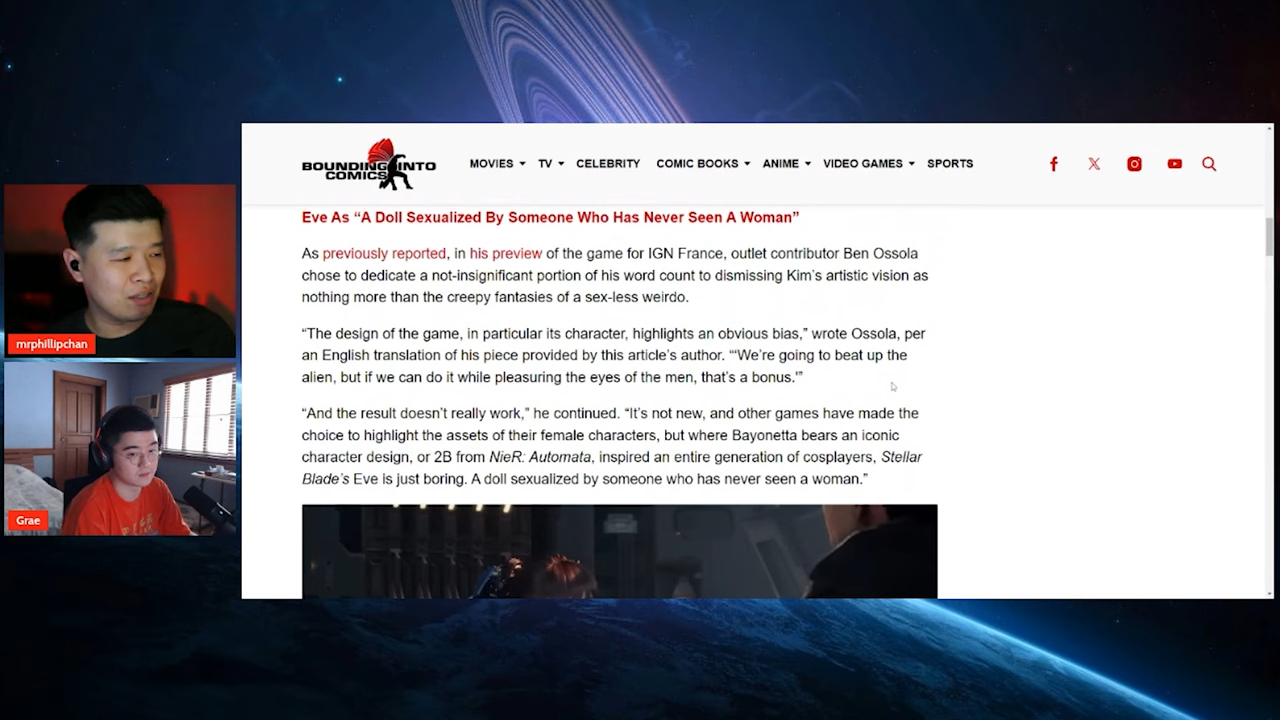 BOUNDING INTO
COMICS
MOVIES TV CELEBRITY COMIC BOOKS ANIME VIDEO GAMES SPORTS
Eve As “A Doll Sexualized By Someone Who Has Never Seen A Woman”
As previously reported, in his preview of the game for IGN France, outlet contributor Ben Ossola
chose to dedicate a not-insignificant portion of his word count to dismissing Kim’s artistic vision as
nothing more than the creepy fantasies of a sex-less weirdo.
“The design of the game, in particular its character, highlights an obvious bias,” wrote Ossola, per
an English translation of his piece provided by this article’s author. “‘We’re going to beat up the
alien, but if we can do it while pleasuring the eyes of the men, that’s a bonus.’”
“And the result doesn’t really work,” he continued. “It’s not new, and other games have made the
choice to highlight the assets of their female characters, but where Bayonetta bears an iconic
character design, or 2B from NieR: Automata, inspired an entire generation of cosplayers, Stellar
Blade’s Eve is just boring. A doll sexualized by someone who has never seen a woman.”
mrphillipchan
Grae